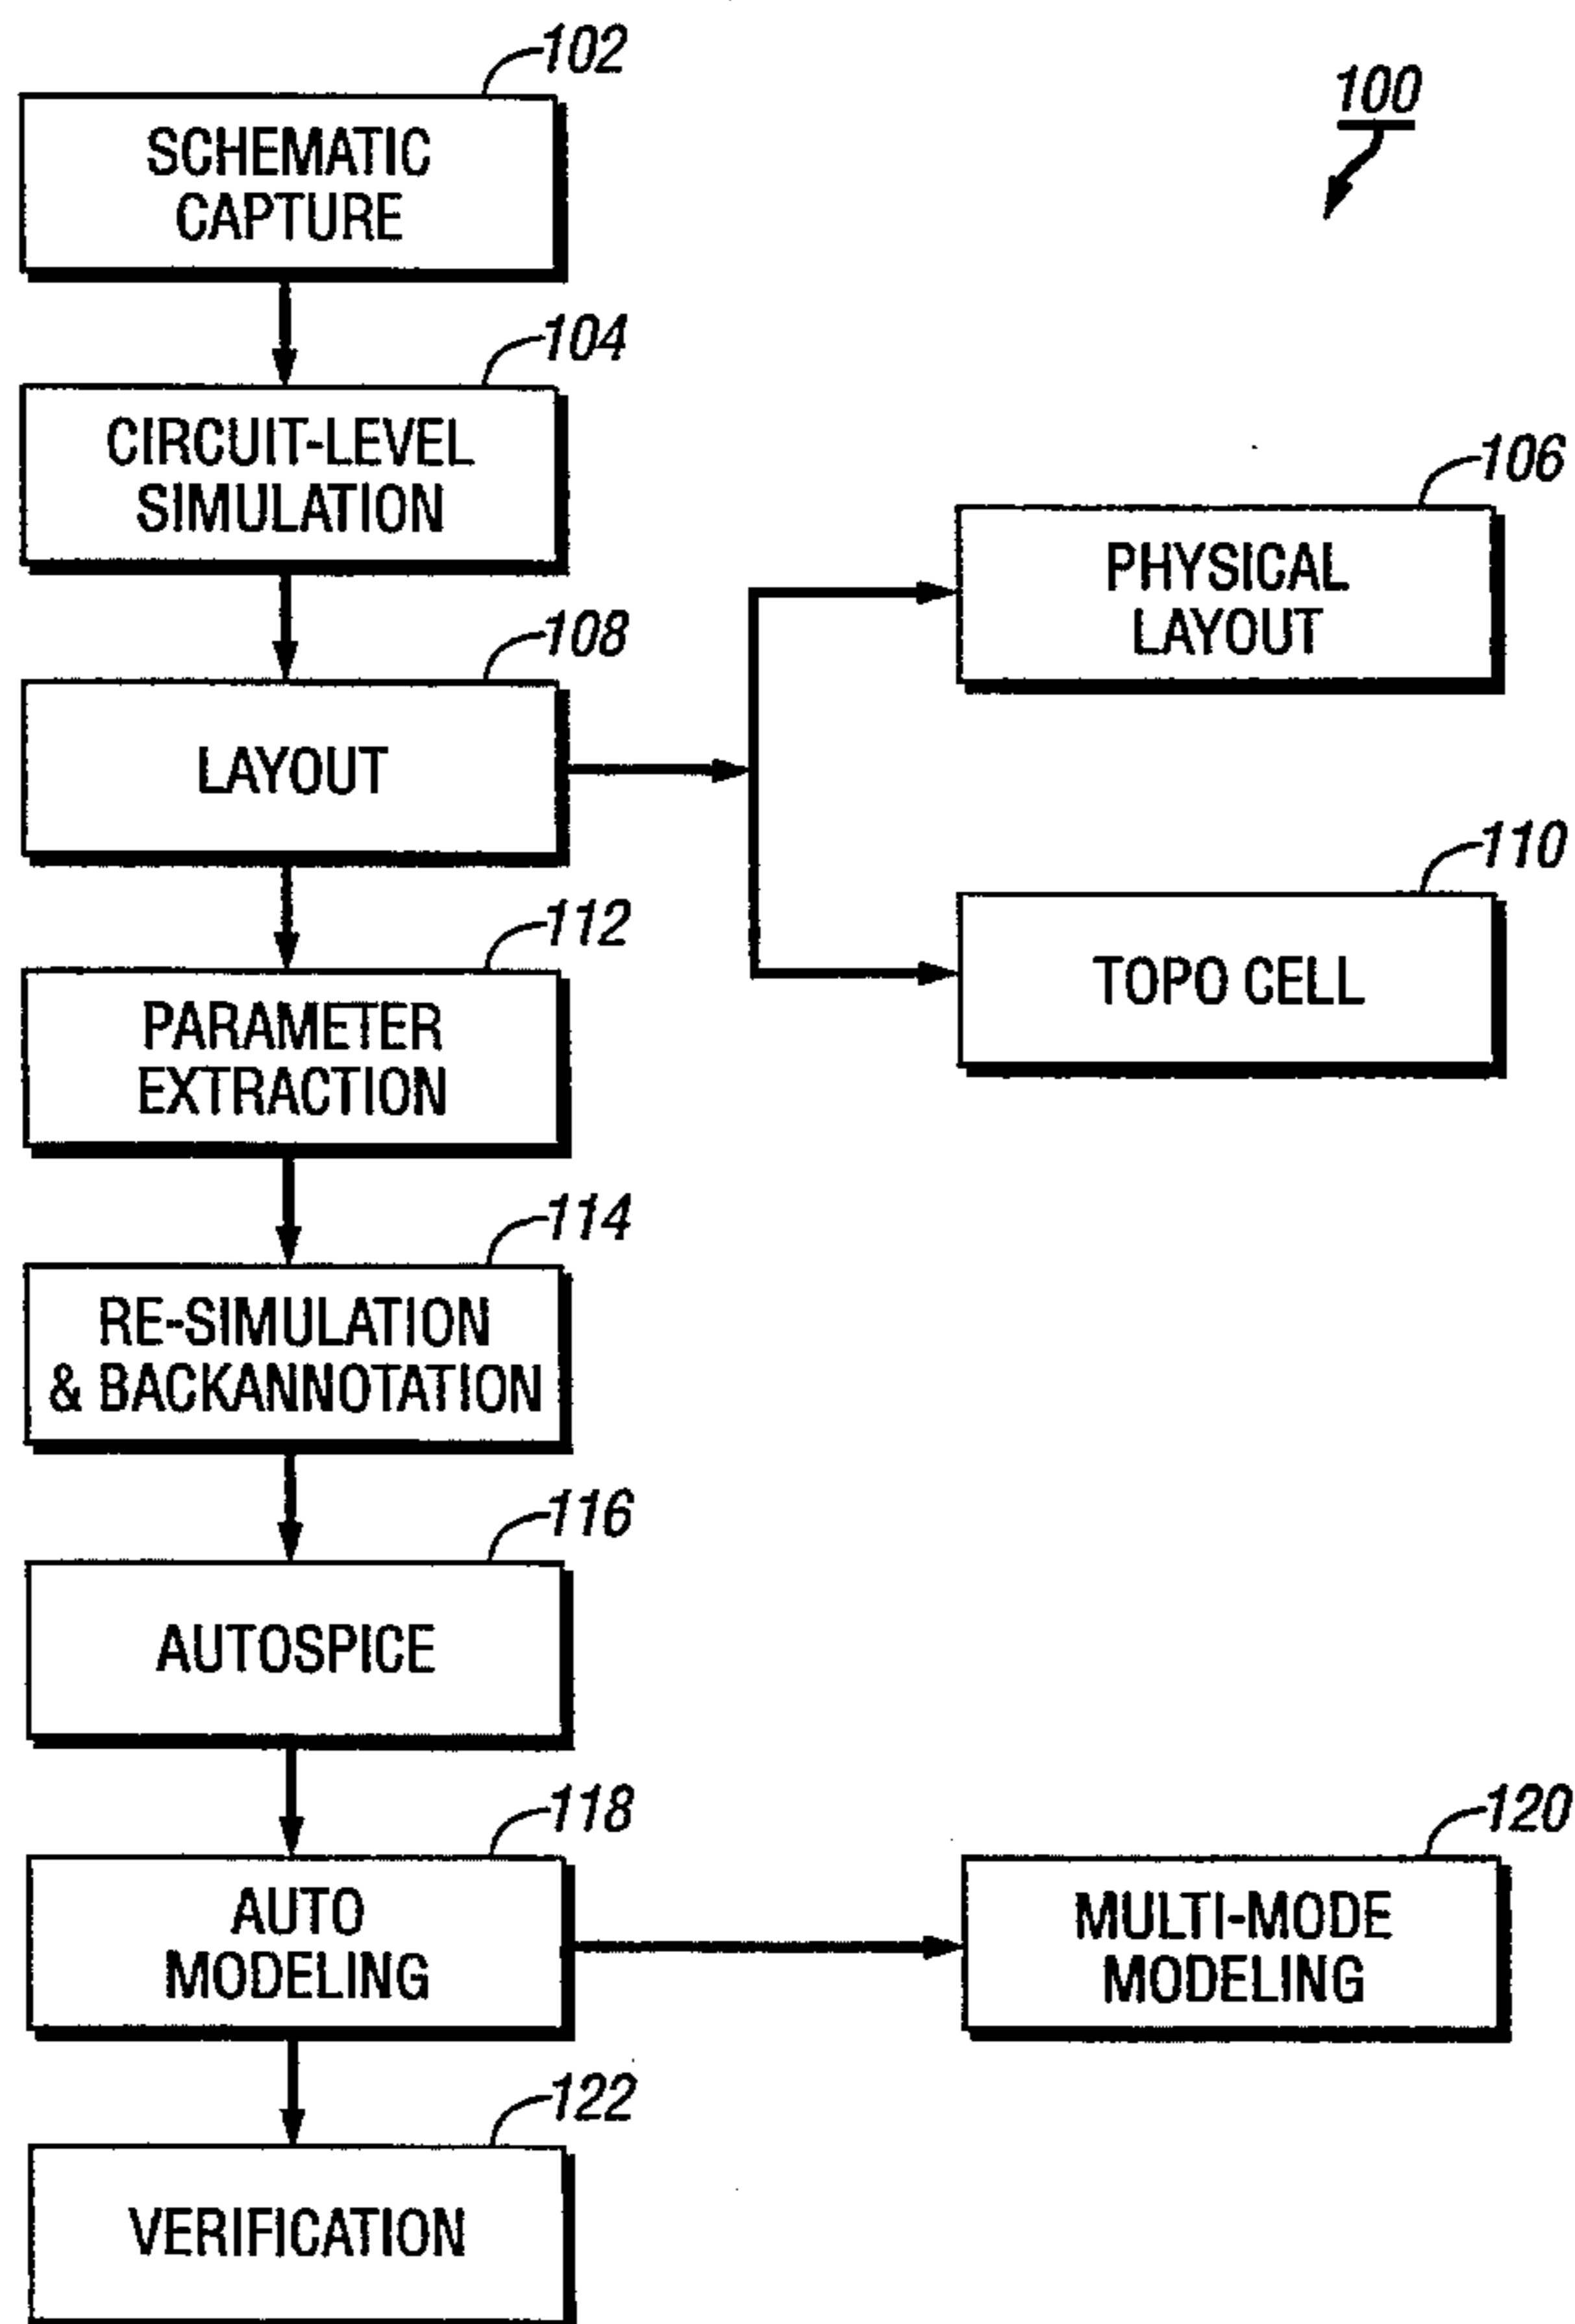 102
100
SCHEMATIC
CAPTURE
104
CIRCUIT-LEVEL
SIMULATION
106
PHYSICAL
LAYOUT
108
LAYOUT
110
TOPO CELL
112
PARAMETER
EXTRACTION
114
RE-SIMULATION
& BACKANNOTATION
116
AUTOSPICE
118
AUTO
MODELING
120
MULTI-MODE
MODELING
122
VERIFICATION